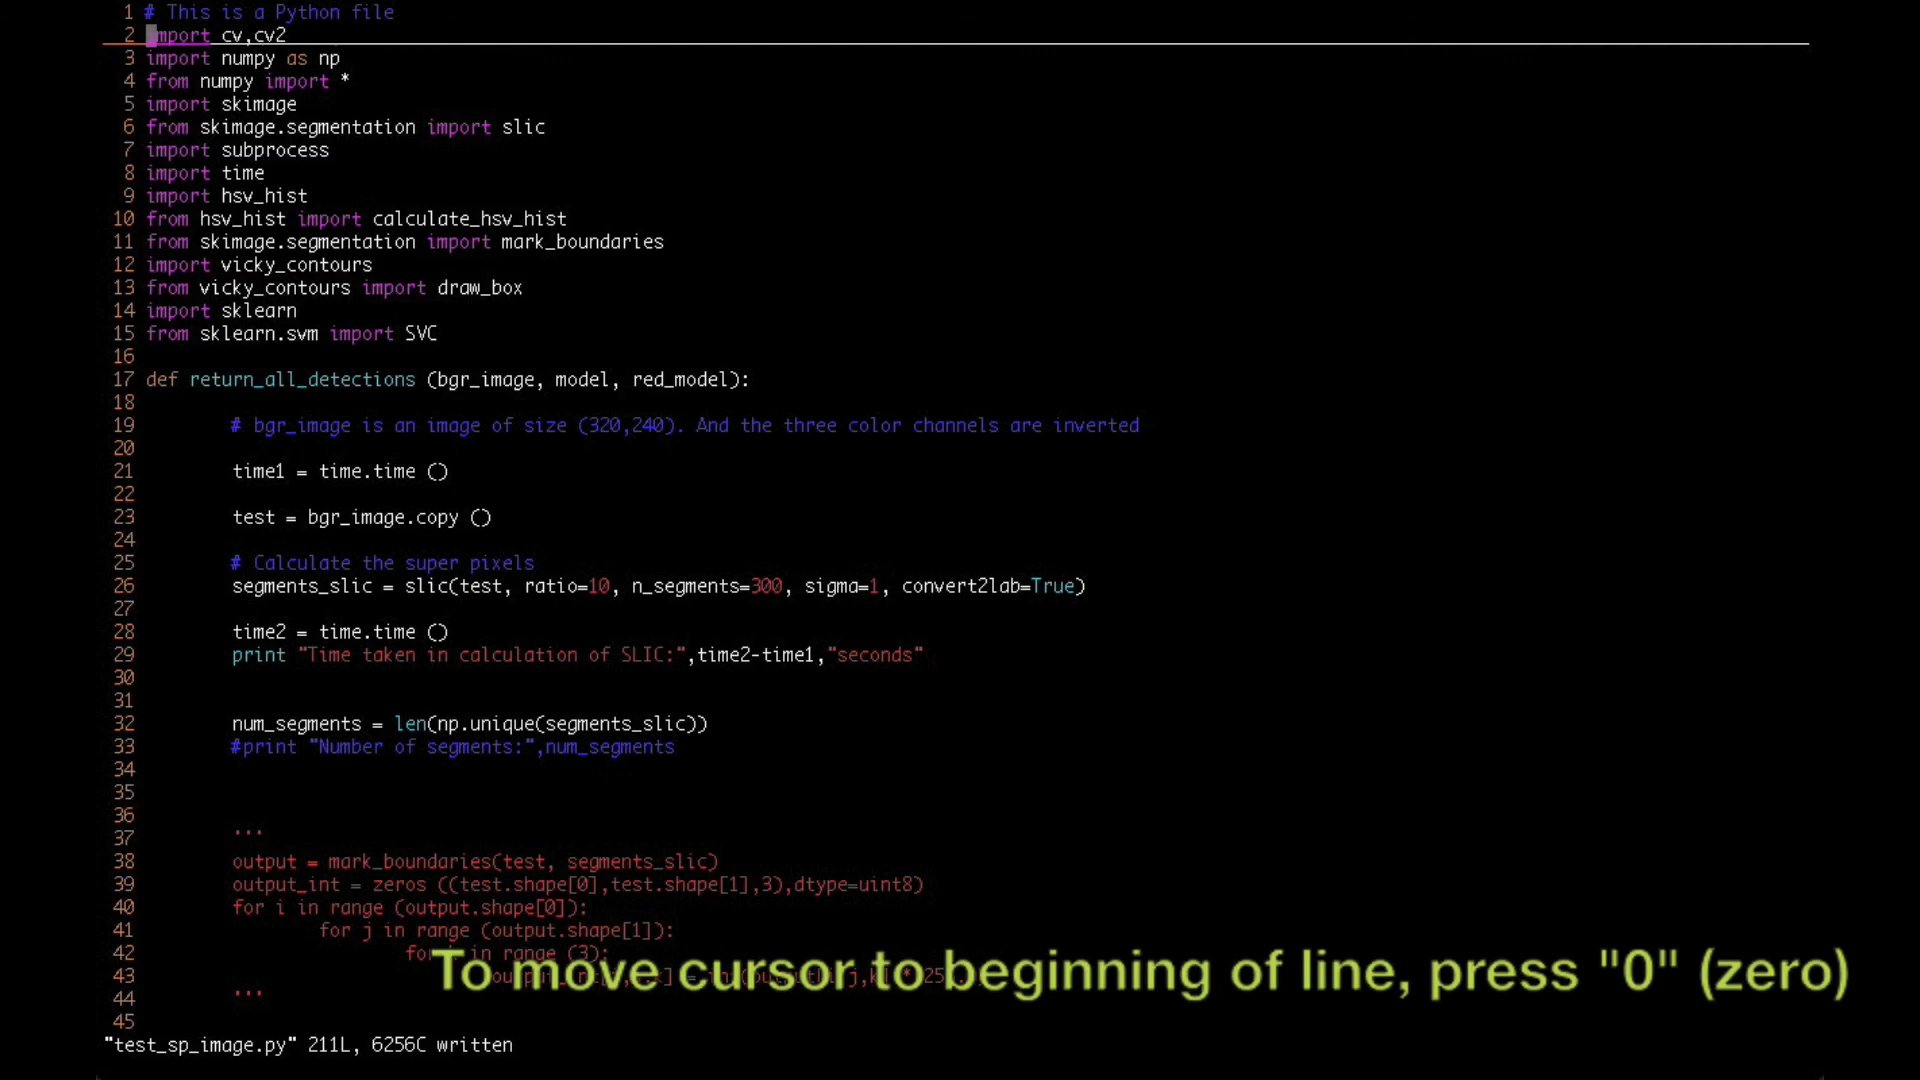 1 # This is a Python file
2 import cv,cv2
3 import numpy as np
4 from numpy import *
5 import skimage
6 from skimage.segmentation import slic
7 import subprocess
8 import time
9 import hsv_hist
10 from hsv_hist import calculate_hsv_hist
11 from skimage.segmentation import mark_boundaries
12 import vicky_contours
13 from vicky_contours import draw_box
14 import sklearn
15 from sklearn.svm import SVC
16
17 def return_all_detections (bgr_image, model, red_model):
18
19 # bgr_image is an image of size (320,240). And the three color channels are inverted
20
21 time1 = time.time ()
22
23 test = bgr_image.copy ()
24
25 # Calculate the super pixels
26 segments_slic = slic(test, ratio=10, n_segments=300, sigma=1, convert2lab=True)
27
28 time2 = time.time ()
29 print "Time taken in calculation of SLIC:",time2-time1,"seconds"
30
31
32 num_segments = len(np.unique(segments_slic))
33 #print "Number of segments:",num_segments
34
35
36
37 '''
38 output = mark_boundaries(test, segments_slic)
39 output_int = zeros ((test.shape[0],test.shape[1],3),dtype=uint8)
40 for i in range (output.shape[0]):
41 for j in range (output.shape[1]):
42 for in range (3):
43
44 '''
45
To move cursor to beginning of line, press "0" (zero)
"test_sp_image.py" 211L, 6256C written